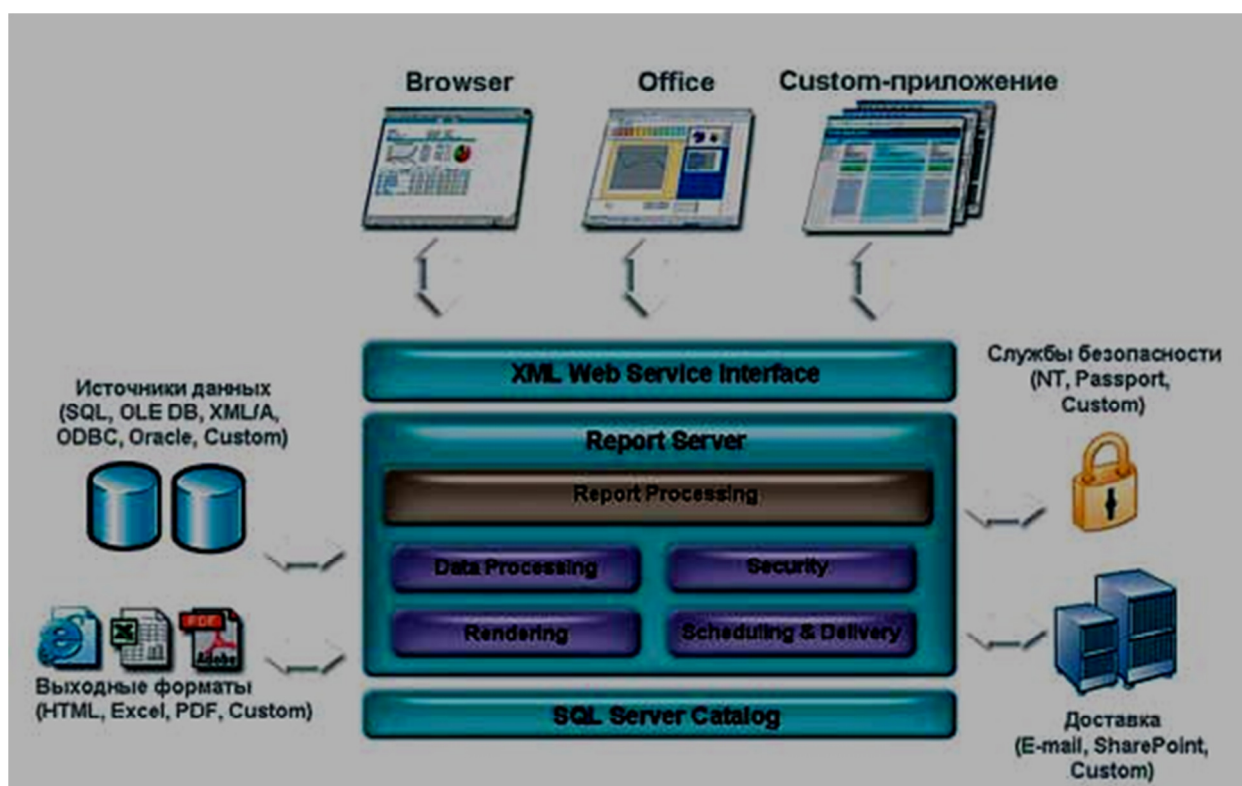 Browser
Office
Custom-приложение
XML Web Service Interface
Службы безопасности
(NT, Passport,
Custom)
Источники данных
(SQL, OLE DB, XML/A,
ODBC, Oracle, Custom)
Report Server
Report Processing
Data Processing
Security
Rendering
Scheduling & Delivery
PDF
Adobe
Выходные форматы
(HTML, Excel, PDF, Custom)
SQL Server Catalog
Доставка
(E-mail, SharePoint,
Custom)